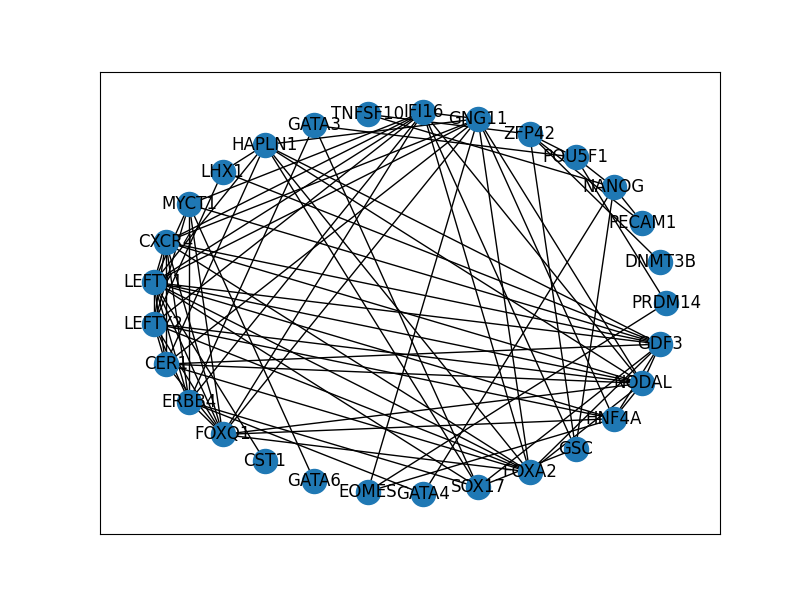 TNFSF10
IFI16
GNG11
GATA3
ZFP42
HAPLN1
POU5F1
LHX1
NANOG
MYCT1
PECAM1
CXCR4
DNMT3B
LEFTY1
PRDM14
LEFTY2
GDF3
CER1
NODAL
ERBB4
HNF4A
FOXQ1
GSC
CST1
FOXA2
GATA6
SOX17
EOMES
GATA4